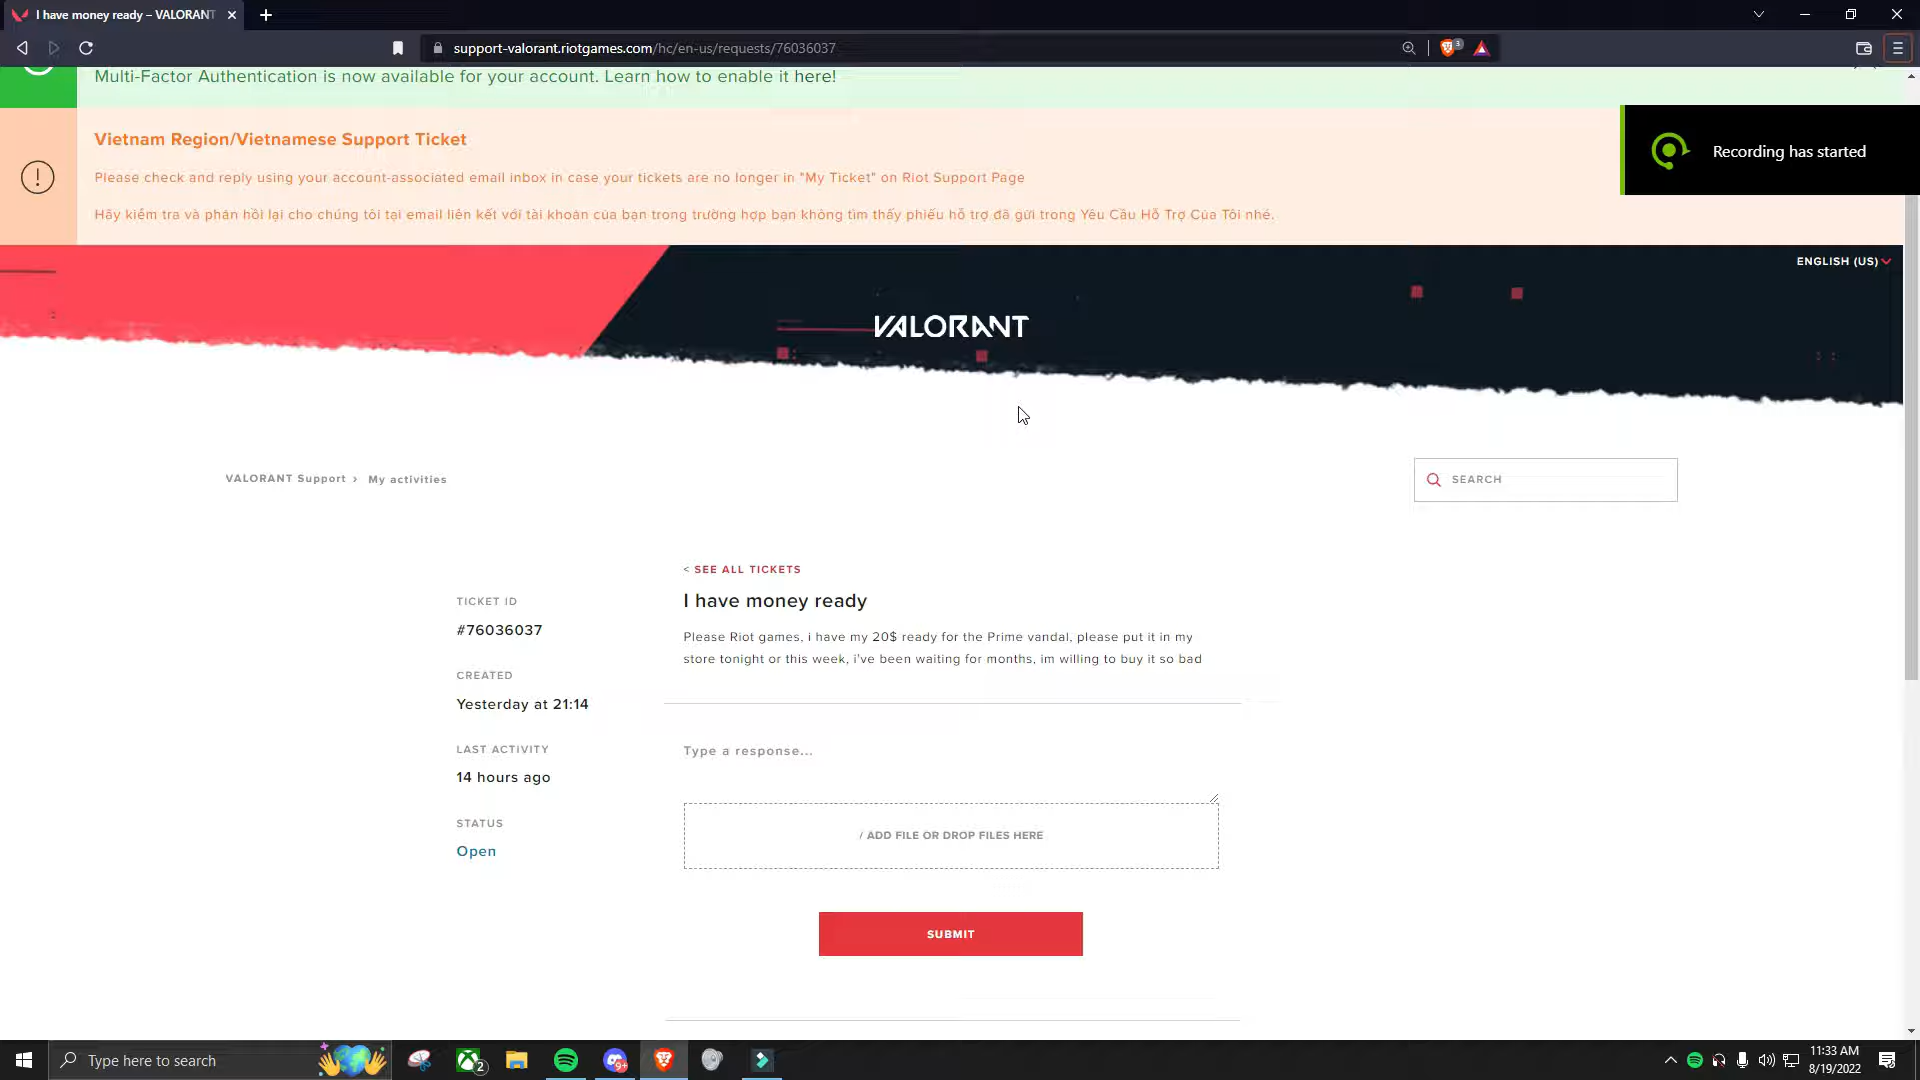 I have money ready – VALORANT
support-valorant.riotgames.com/hc/en-us/requests/76036037
3
Multi-Factor Authentication is now available for your account. Learn how to enable it here!
Vietnam Region/Vietnamese Support Ticket
Please check and reply using your account-associated email inbox in case your tickets are no longer in "My Ticket" on Riot Support Page
Hãy kiểm tra và phản hồi lại cho chúng tôi tại email liên kết với tài khoản của bạn trong trường hợp bạn không tìm thấy phiếu hỗ trợ đã gửi trong Yêu Cầu Hỗ Trợ Của Tôi nhé.
Recording has started
ENGLISH (US)
VALORANT
VALORANT Support › My activities
SEARCH
< SEE ALL TICKETS
I have money ready
Please Riot games, i have my 20$ ready for the Prime vandal, please put it in my
store tonight or this week, i've been waiting for months, im willing to buy it so bad
TICKET ID
#76036037
CREATED
Yesterday at 21:14
LAST ACTIVITY
14 hours ago
STATUS
Open
Type a response...
/ ADD FILE OR DROP FILES HERE
SUBMIT
Type here to search
2
9+
11:33 AM
8/19/2022